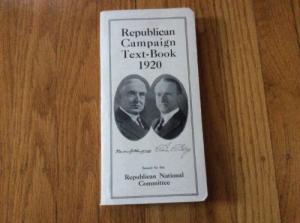 Republican
Campaign
Text-Book
1920
Issued by the
Republican National
Committee